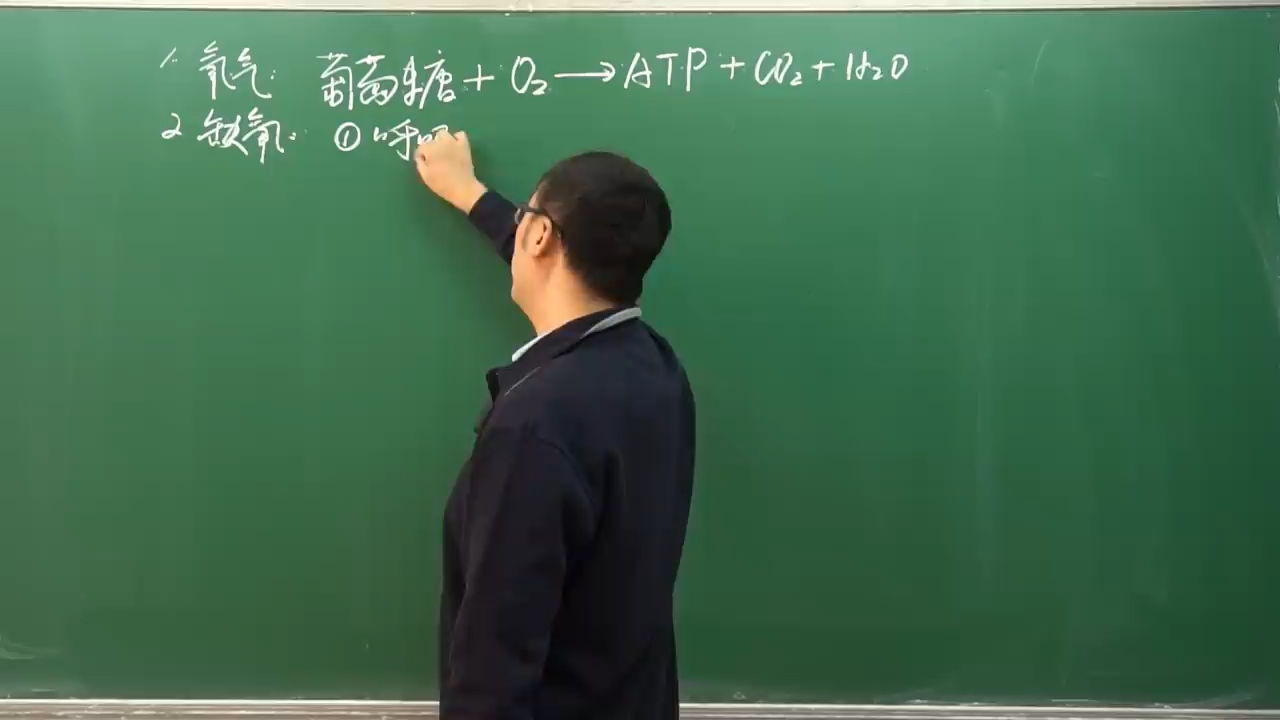 1. 氧气: 葡萄糖 + O₂ → ATP + CO₂ + H₂O
2 缺氧: ① 呼